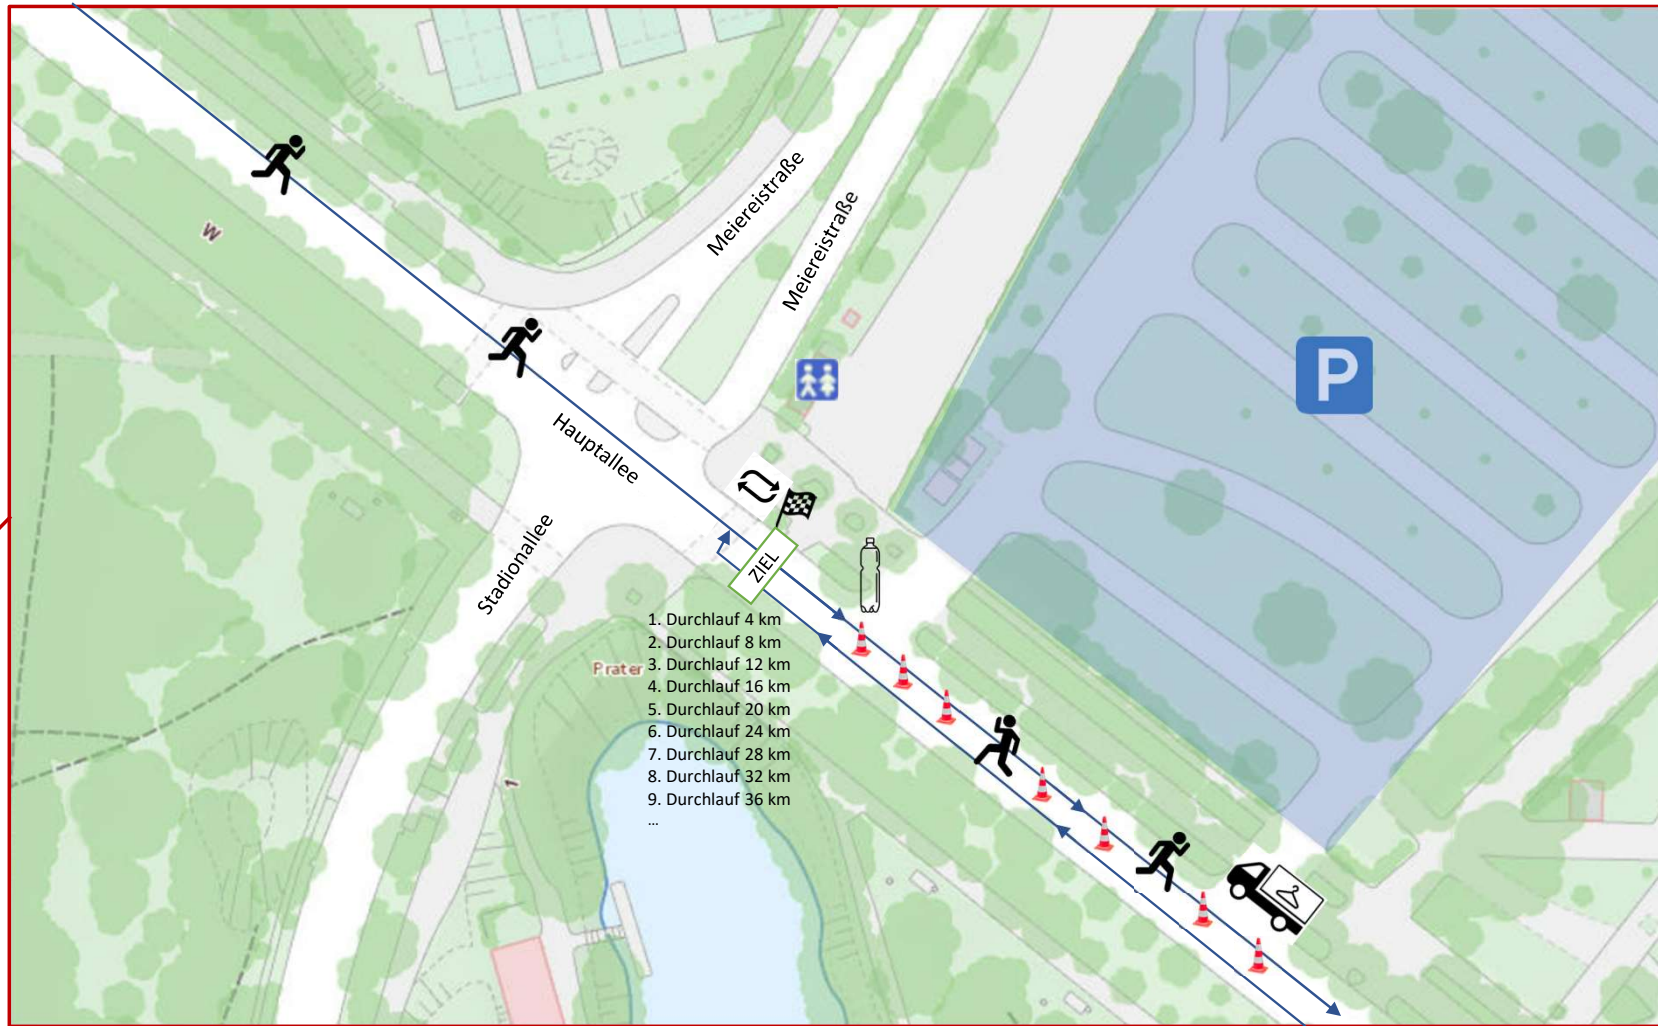 W
Meiereistraße
Meiereistraße
P
Hauptallee
Stadionallee
ZIEL
Prater
1. Durchlauf 4 km
2. Durchlauf 8 km
3. Durchlauf 12 km
4. Durchlauf 16 km
5. Durchlauf 20 km
6. Durchlauf 24 km
7. Durchlauf 28 km
8. Durchlauf 32 km
9. Durchlauf 36 km
...
1